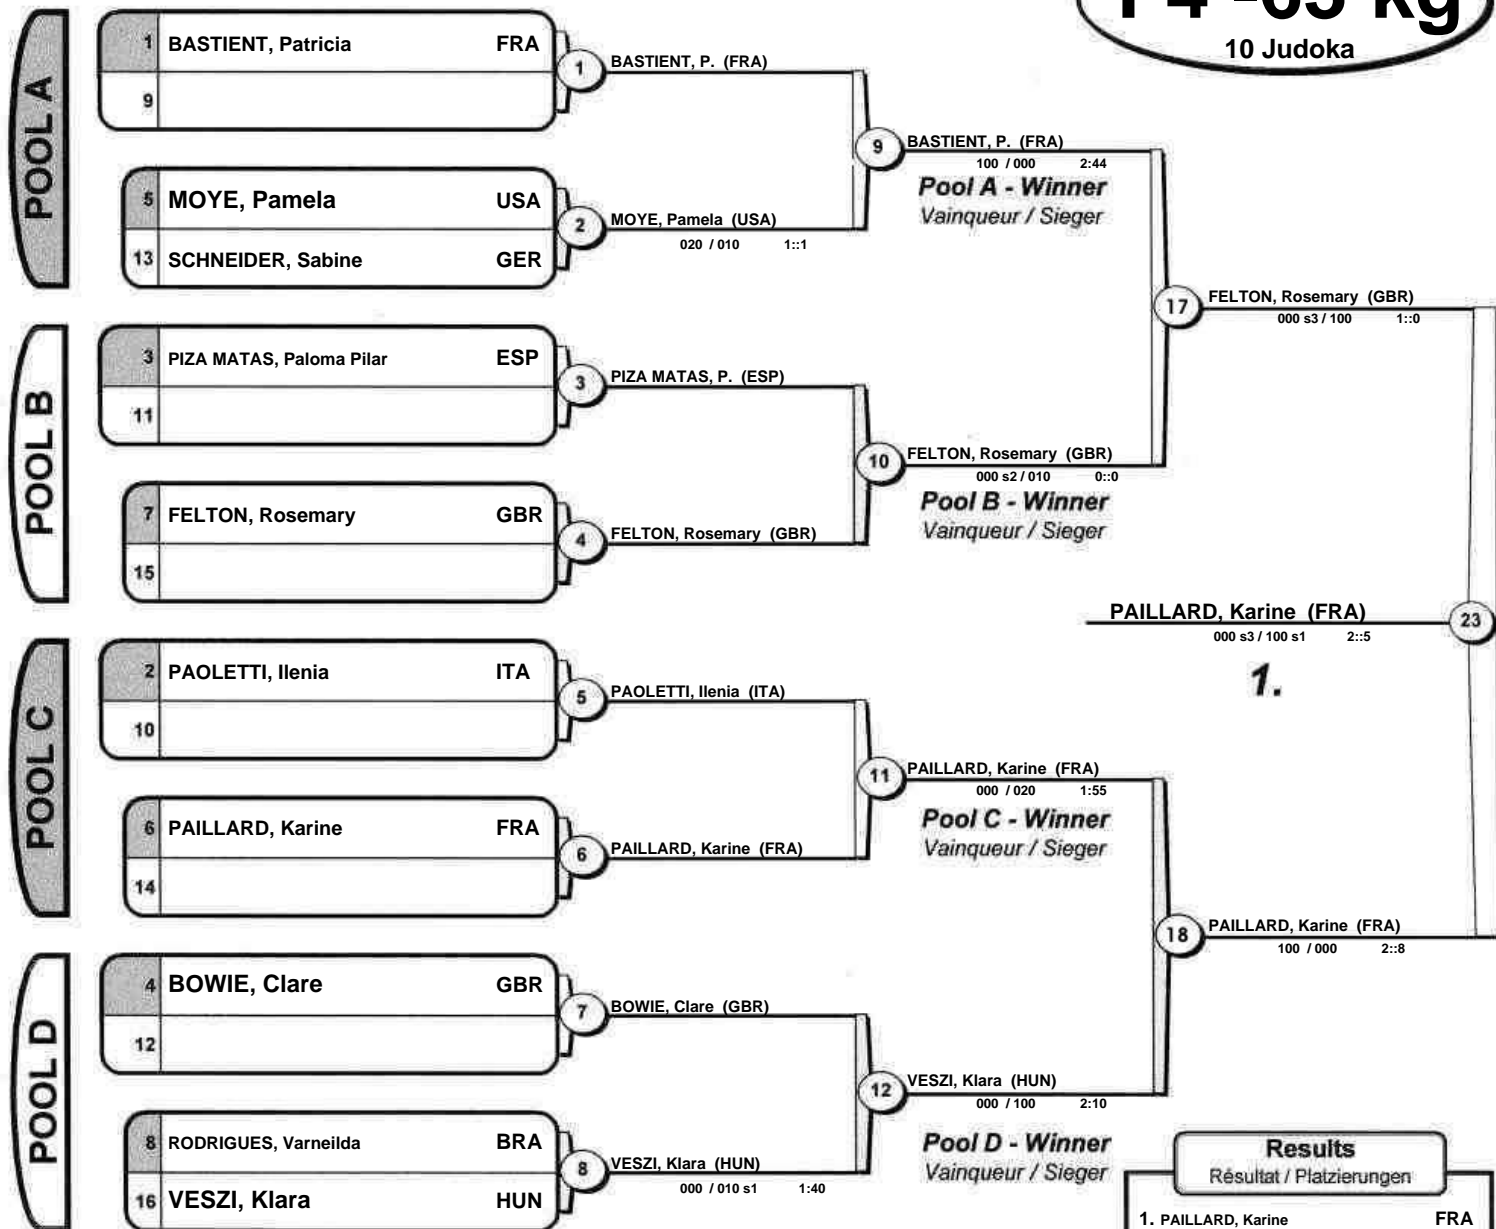 F4 -63 kg
10 Judoka
POOL A
1 BASTIENT, Patricia FRA
9
1 BASTIENT, P. (FRA)
5 MOYE, Pamela USA
13 SCHNEIDER, Sabine GER
2 MOYE, Pamela (USA)
020 / 010 1::1
9 BASTIENT, P. (FRA)
100 / 000 2:44
Pool A - Winner
Vainqueur / Sieger
POOL B
3 PIZA MATAS, Paloma Pilar ESP
11
3 PIZA MATAS, P. (ESP)
7 FELTON, Rosemary GBR
15
4 FELTON, Rosemary (GBR)
10 FELTON, Rosemary (GBR)
000 s2 / 010 0::0
Pool B - Winner
Vainqueur / Sieger
17 FELTON, Rosemary (GBR)
000 s3 / 100 1::0
POOL C
2 PAOLETTI, Ilenia ITA
10
5 PAOLETTI, Ilenia (ITA)
6 PAILLARD, Karine FRA
14
6 PAILLARD, Karine (FRA)
11 PAILLARD, Karine (FRA)
000 / 020 1:55
Pool C - Winner
Vainqueur / Sieger
POOL D
4 BOWIE, Clare GBR
12
7 BOWIE, Clare (GBR)
8 RODRIGUES, Varneilda BRA
16 VESZI, Klara HUN
8 VESZI, Klara (HUN)
000 / 010 s1 1:40
12 VESZI, Klara (HUN)
000 / 100 2:10
Pool D - Winner
Vainqueur / Sieger
18 PAILLARD, Karine (FRA)
100 / 000 2::8
PAILLARD, Karine (FRA) 23
000 s3 / 100 s1 2::5
1.
Results
Résultat / Platzierungen
1. PAILLARD, Karine FRA